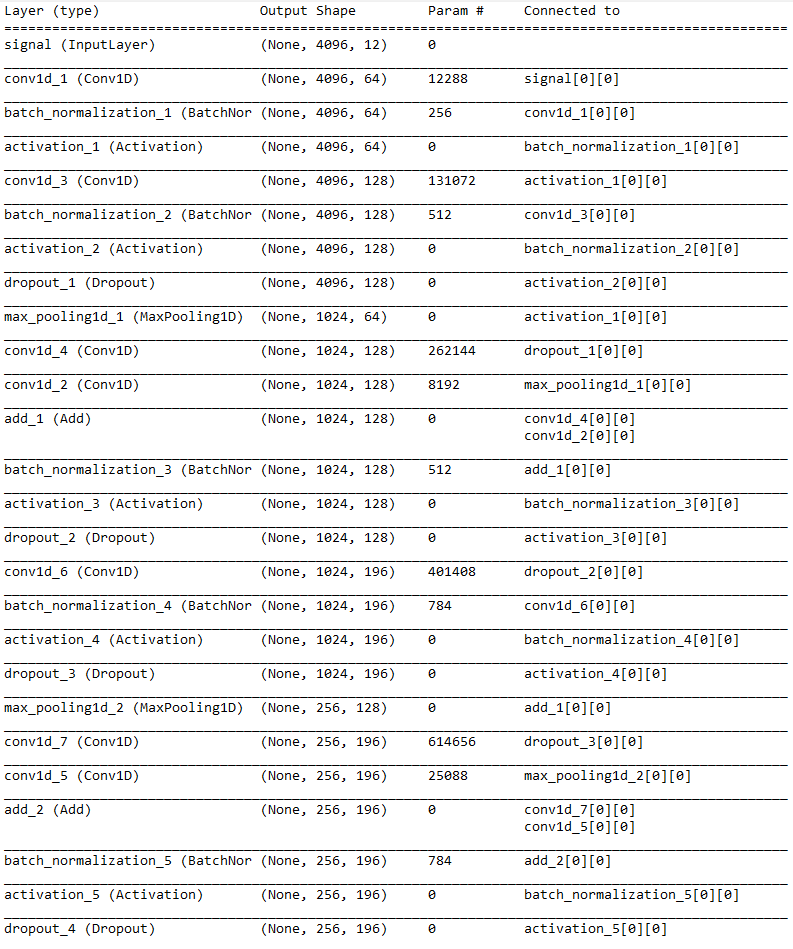 Layer (type) Output Shape Param # Connected to
==================================================================================================
signal (InputLayer) (None, 4096, 12) 0
conv1d_1 (Conv1D) (None, 4096, 64) 12288 signal[0][0]
batch_normalization_1 (BatchNor (None, 4096, 64) 256 conv1d_1[0][0]
activation_1 (Activation) (None, 4096, 64) 0 batch_normalization_1[0][0]
conv1d_3 (Conv1D) (None, 4096, 128) 131072 activation_1[0][0]
batch_normalization_2 (BatchNor (None, 4096, 128) 512 conv1d_3[0][0]
activation_2 (Activation) (None, 4096, 128) 0 batch_normalization_2[0][0]
dropout_1 (Dropout) (None, 4096, 128) 0 activation_2[0][0]
max_pooling1d_1 (MaxPooling1D) (None, 1024, 64) 0 activation_1[0][0]
conv1d_4 (Conv1D) (None, 1024, 128) 262144 dropout_1[0][0]
conv1d_2 (Conv1D) (None, 1024, 128) 8192 max_pooling1d_1[0][0]
add_1 (Add) (None, 1024, 128) 0 conv1d_4[0][0]
conv1d_2[0][0]
batch_normalization_3 (BatchNor (None, 1024, 128) 512 add_1[0][0]
activation_3 (Activation) (None, 1024, 128) 0 batch_normalization_3[0][0]
dropout_2 (Dropout) (None, 1024, 128) 0 activation_3[0][0]
conv1d_6 (Conv1D) (None, 1024, 196) 401408 dropout_2[0][0]
batch_normalization_4 (BatchNor (None, 1024, 196) 784 conv1d_6[0][0]
activation_4 (Activation) (None, 1024, 196) 0 batch_normalization_4[0][0]
dropout_3 (Dropout) (None, 1024, 196) 0 activation_4[0][0]
max_pooling1d_2 (MaxPooling1D) (None, 256, 128) 0 add_1[0][0]
conv1d_7 (Conv1D) (None, 256, 196) 614656 dropout_3[0][0]
conv1d_5 (Conv1D) (None, 256, 196) 25088 max_pooling1d_2[0][0]
add_2 (Add) (None, 256, 196) 0 conv1d_7[0][0]
conv1d_5[0][0]
batch_normalization_5 (BatchNor (None, 256, 196) 784 add_2[0][0]
activation_5 (Activation) (None, 256, 196) 0 batch_normalization_5[0][0]
dropout_4 (Dropout) (None, 256, 196) 0 activation_5[0][0]